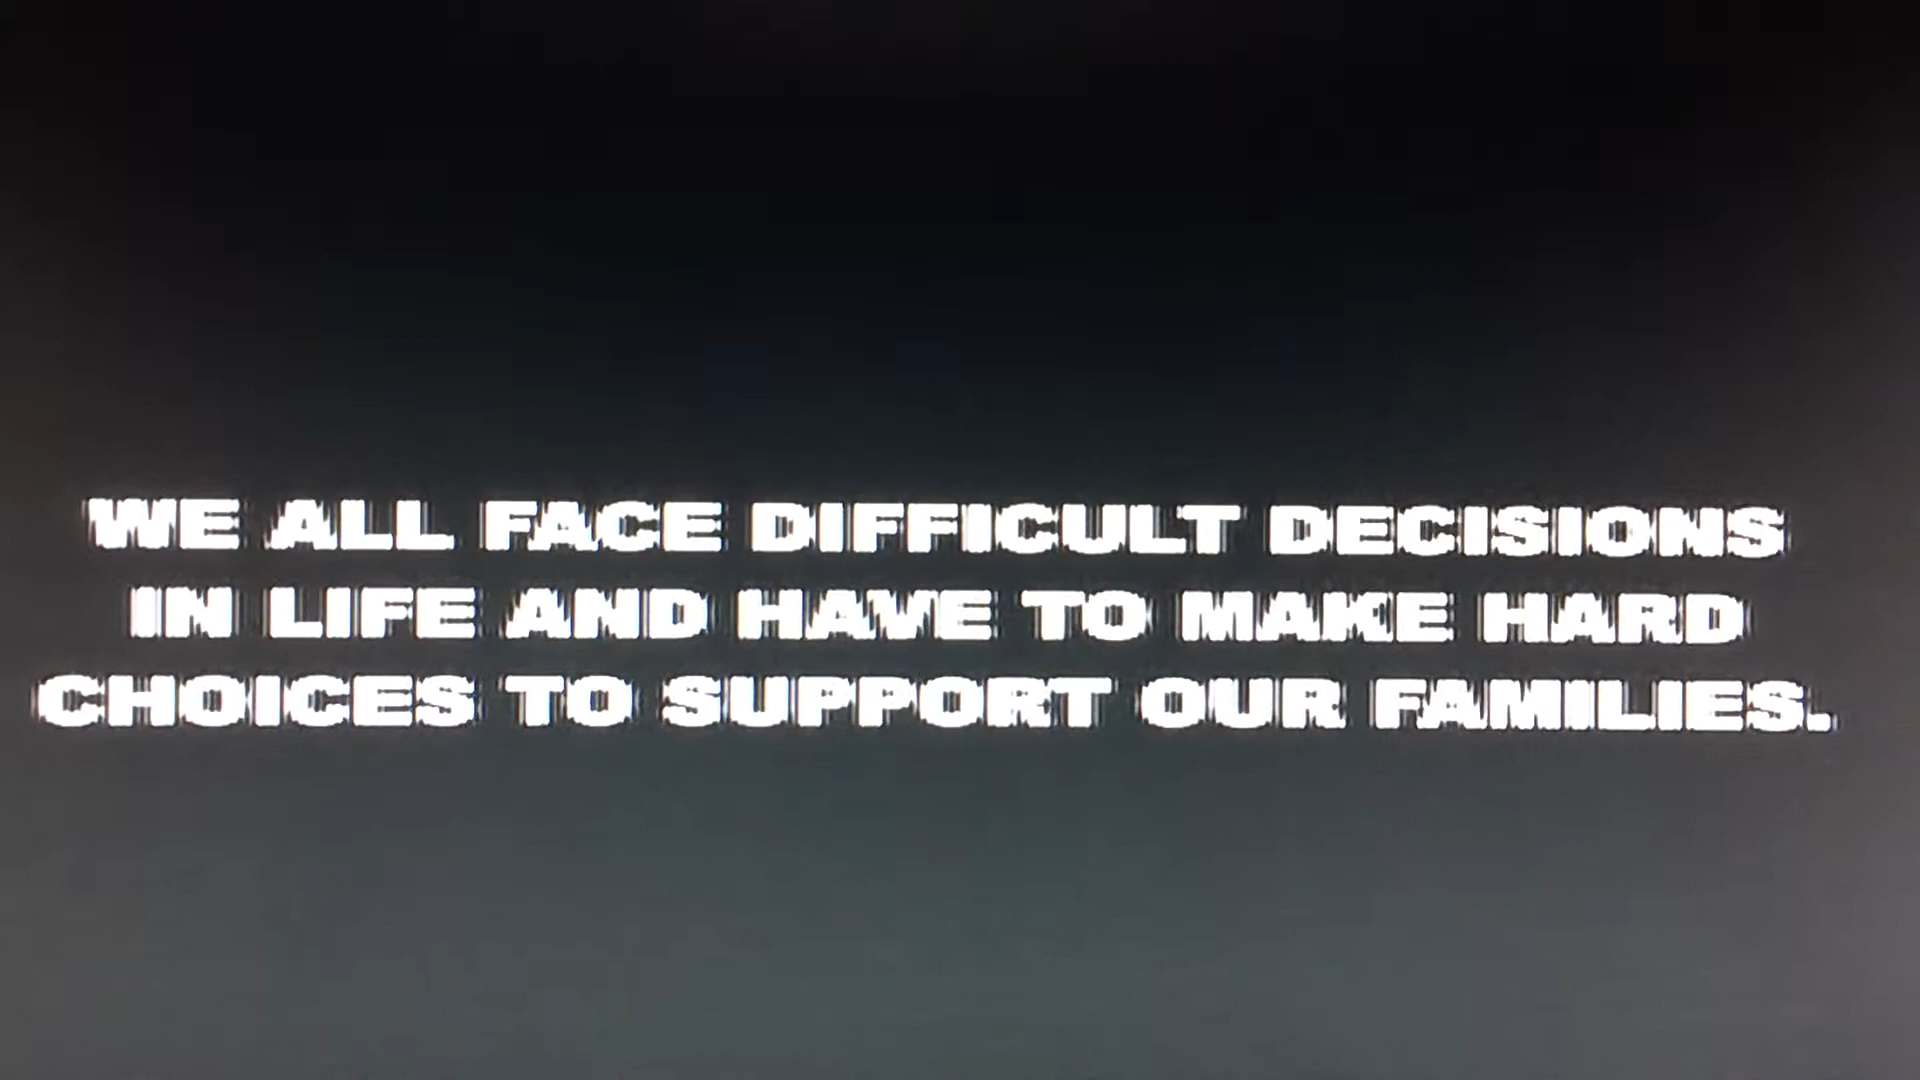 WE ALL FACE DIFFICULT DECISIONS
IN LIFE AND HAVE TO MAKE HARD
CHOICES TO SUPPORT OUR FAMILIES.